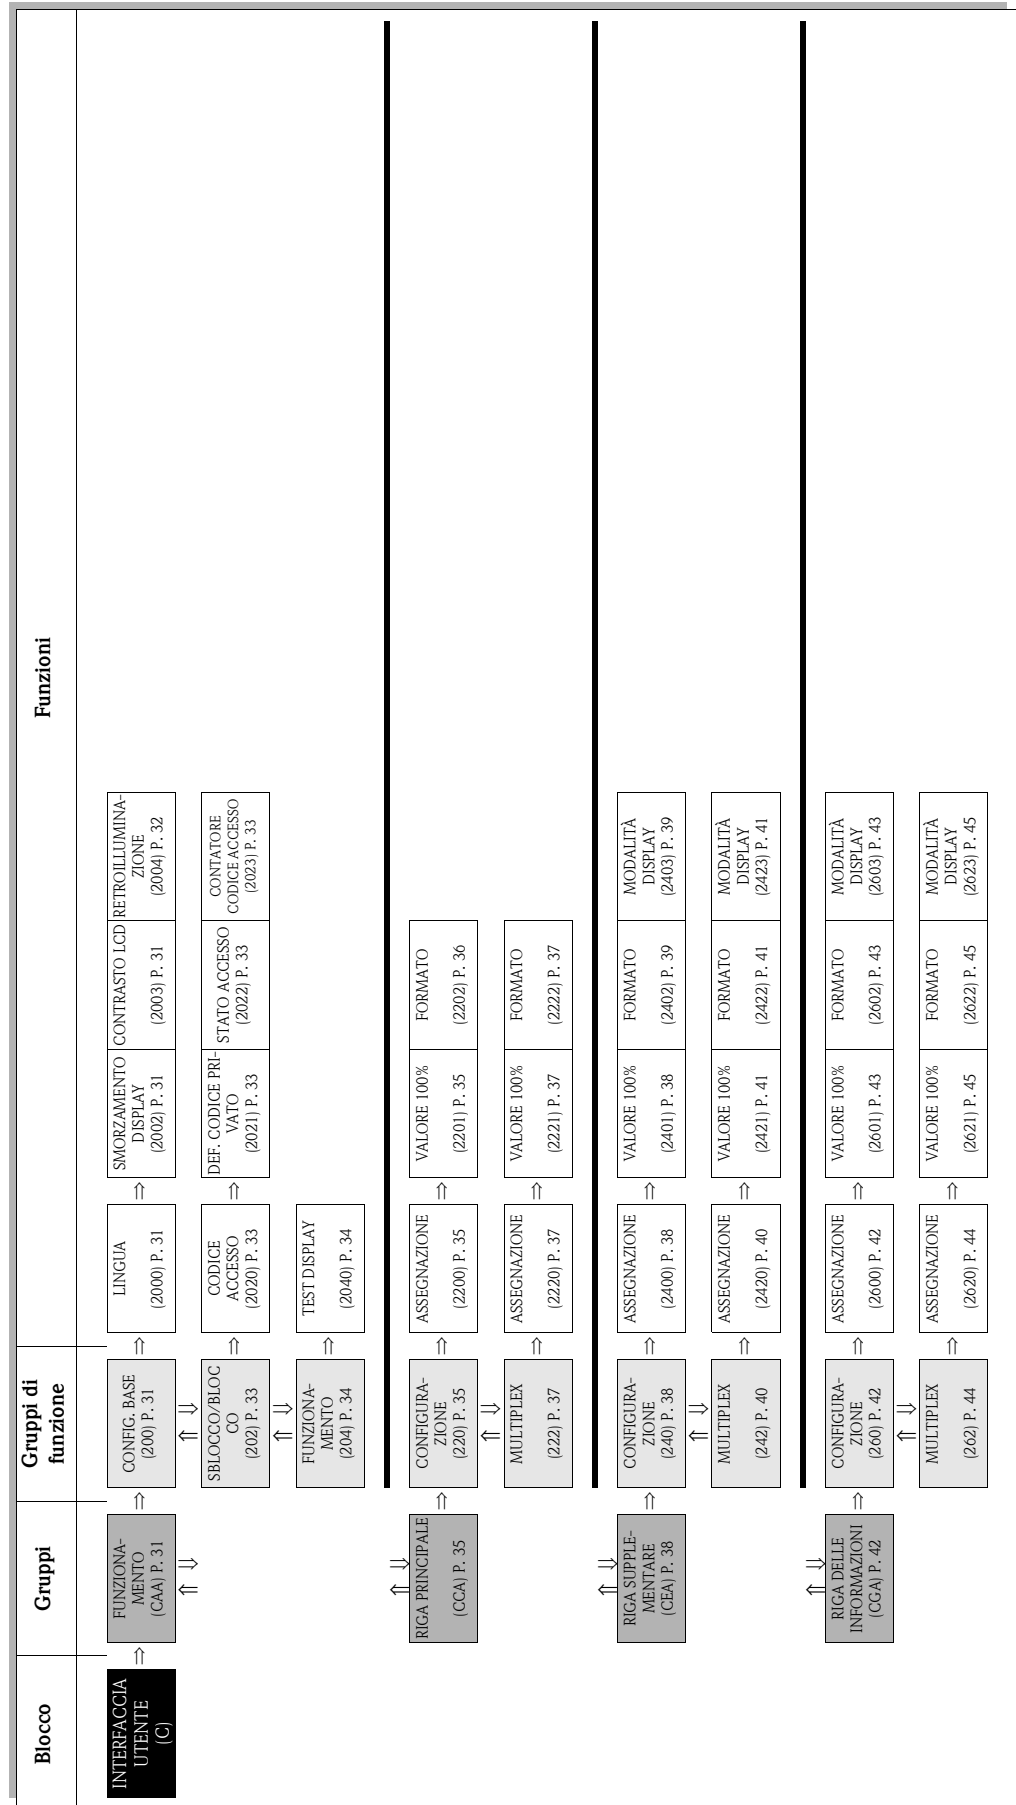 Blocco
Gruppi
Gruppi di
funzione
Funzioni
INTERFACCIA
UTENTE
(C)
FUNZIONA–
MENTO
(CAA) P. 31
CONFIG. BASE
(200) P. 31
LINGUA
(2000) P. 31
SMORZAMENTO
DISPLAY
(2002) P. 31
CONTRASTO LCD
(2003) P. 31
RETROILLUMINA–
ZIONE
(2004) P. 32
SBLOCCO/BLOC
CO
(202) P. 33
CODICE
ACCESSO
(2020) P. 33
DEF. CODICE PRI–
VATO
(2021) P. 33
STATO ACCESSO
(2022) P. 33
CONTATORE
CODICE ACCESSO
(2023) P. 33
FUNZIONA–
MENTO
(204) P. 34
TEST DISPLAY
(2040) P. 34
RIGA PRINCIPALE
(CCA) P. 35
CONFIGURA–
ZIONE
(220) P. 35
ASSEGNAZIONE
(2200) P. 35
VALORE 100%
(2201) P. 35
FORMATO
(2202) P. 36
MULTIPLEX
(222) P. 37
ASSEGNAZIONE
(2220) P. 37
VALORE 100%
(2221) P. 37
FORMATO
(2222) P. 37
RIGA SUPPLE–
MENTARE
(CEA) P. 38
CONFIGURA–
ZIONE
(240) P. 38
ASSEGNAZIONE
(2400) P. 38
VALORE 100%
(2401) P. 38
FORMATO
(2402) P. 39
MODALITÀ
DISPLAY
(2403) P. 39
MULTIPLEX
(242) P. 40
ASSEGNAZIONE
(2420) P. 40
VALORE 100%
(2421) P. 41
FORMATO
(2422) P. 41
MODALITÀ
DISPLAY
(2423) P. 41
RIGA DELLE
INFORMAZIONI
(CGA) P. 42
CONFIGURA–
ZIONE
(260) P. 42
ASSEGNAZIONE
(2600) P. 42
VALORE 100%
(2601) P. 43
FORMATO
(2602) P. 43
MODALITÀ
DISPLAY
(2603) P. 43
MULTIPLEX
(262) P. 44
ASSEGNAZIONE
(2620) P. 44
VALORE 100%
(2621) P. 45
FORMATO
(2622) P. 45
MODALITÀ
DISPLAY
(2623) P. 45